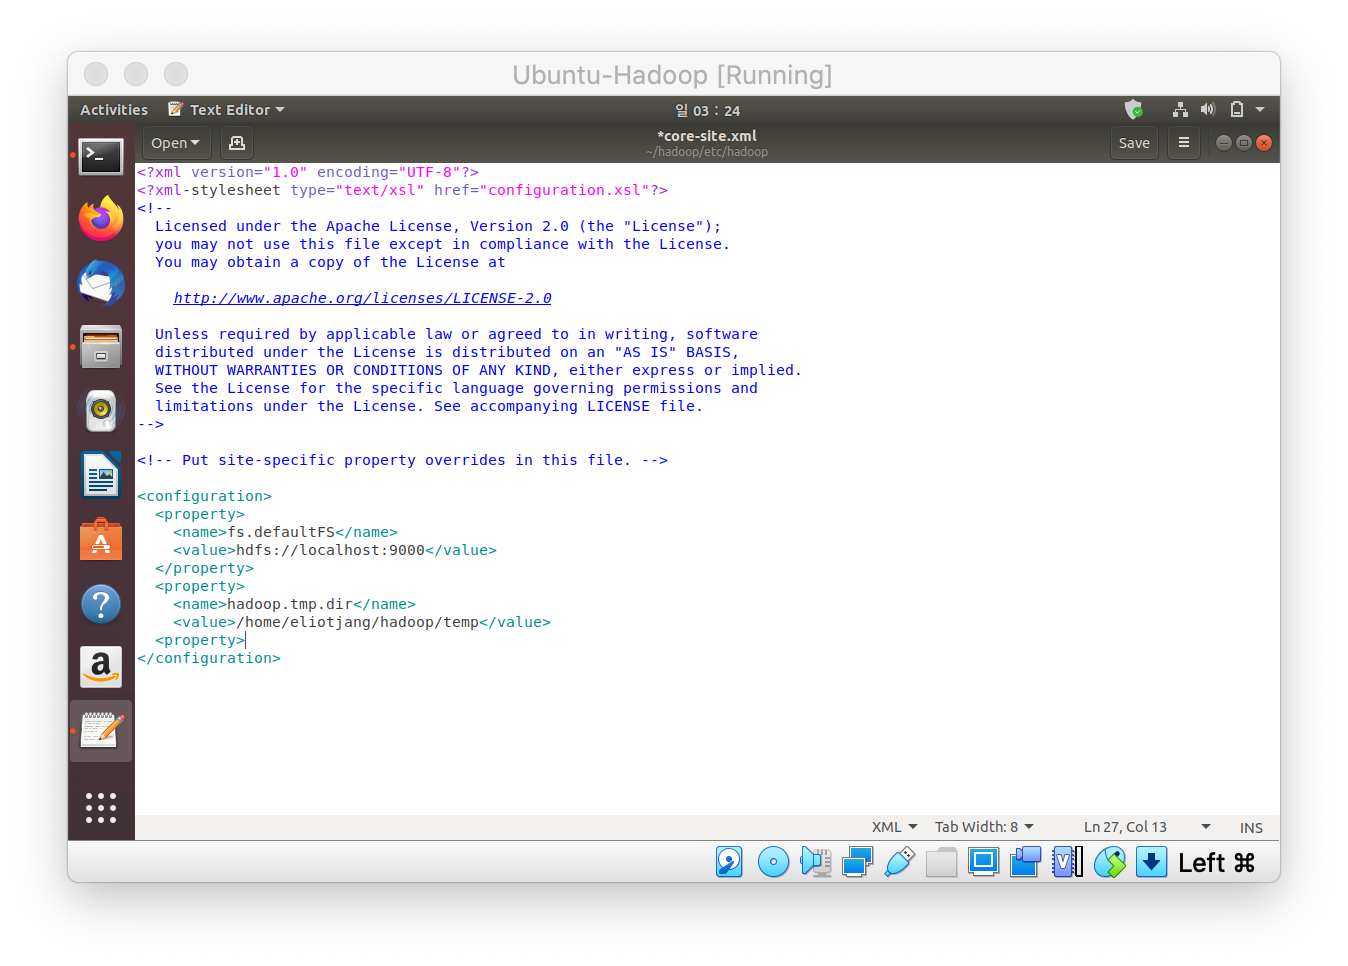 Ubuntu-Hadoop [Running]
Activities Text Editor 일 03 : 24
Open *core-site.xml Save
~/hadoop/etc/hadoop
<?xml version="1.0" encoding="UTF-8"?>
<?xml-stylesheet type="text/xsl" href="configuration.xsl"?>
<!--
  Licensed under the Apache License, Version 2.0 (the "License");
  you may not use this file except in compliance with the License.
  You may obtain a copy of the License at
    http://www.apache.org/licenses/LICENSE-2.0
  Unless required by applicable law or agreed to in writing, software
  distributed under the License is distributed on an "AS IS" BASIS,
  WITHOUT WARRANTIES OR CONDITIONS OF ANY KIND, either express or implied.
  See the License for the specific language governing permissions and
  limitations under the License. See accompanying LICENSE file.
-->
<!-- Put site-specific property overrides in this file. -->
<configuration>
  <property>
    <name>fs.defaultFS</name>
    <value>hdfs://localhost:9000</value>
  </property>
  <property>
    <name>hadoop.tmp.dir</name>
    <value>/home/eliotjang/hadoop/temp</value>
  <property>
</configuration>
XML Tab Width: 8 Ln 27, Col 13 INS
Left ⌘